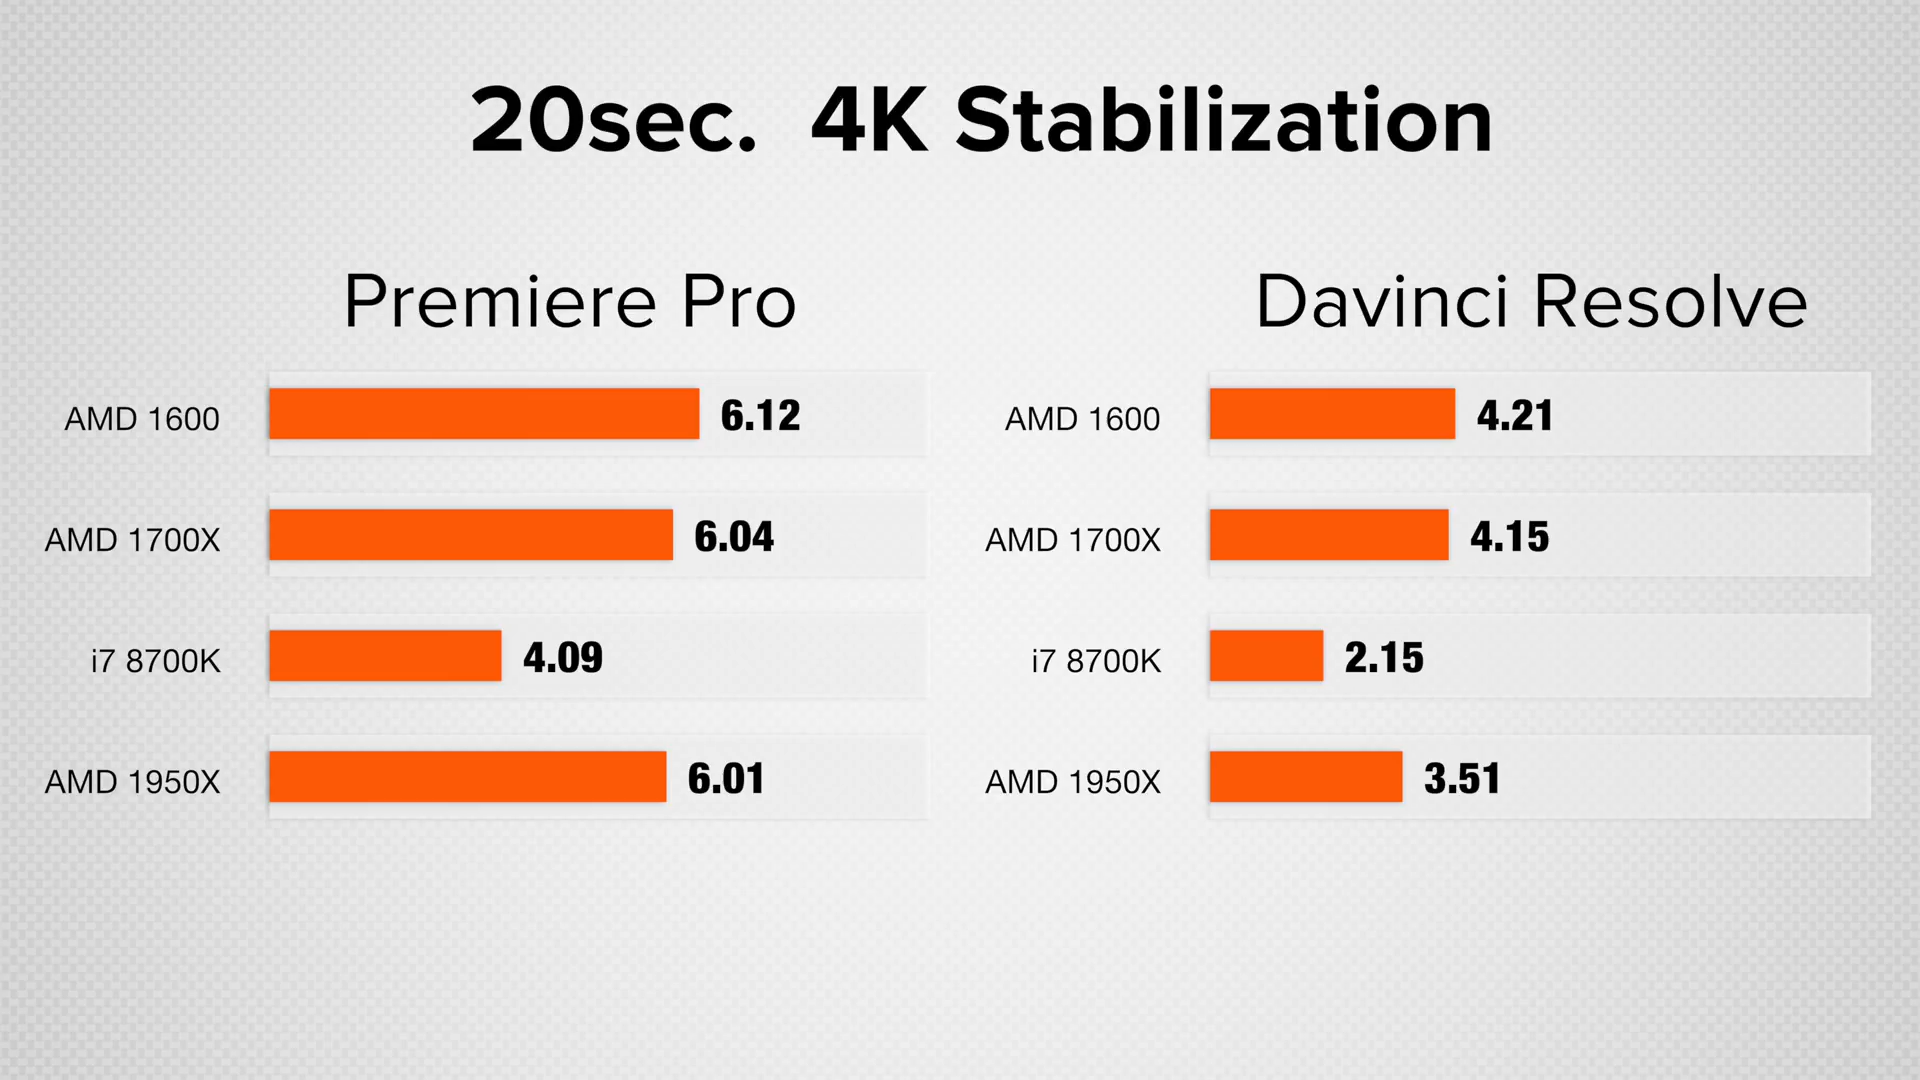 20sec. 4K Stabilization
Premiere Pro
AMD 1600 6.12
AMD 1700X 6.04
i7 8700K 4.09
AMD 1950X 6.01
Davinci Resolve
AMD 1600 4.21
AMD 1700X 4.15
i7 8700K 2.15
AMD 1950X 3.51